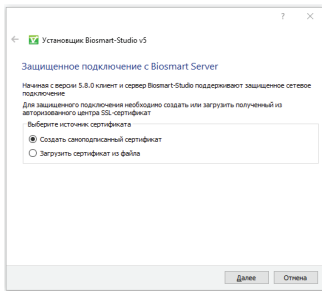 Установщик Biosmart-Studio v5
Защищенное подключение с Biosmart Server
Начиная с версии 5.8.0 клиент и сервер Biosmart-Studio поддерживают защищенное сетевое
подключение
Для защищенного подключения необходимо создать или загрузить полученный из
авторизованного центра SSL-сертификат
Выберите источник сертификата
Создать самоподписанный сертификат
Загрузить сертификат из файла
Далее Отмена